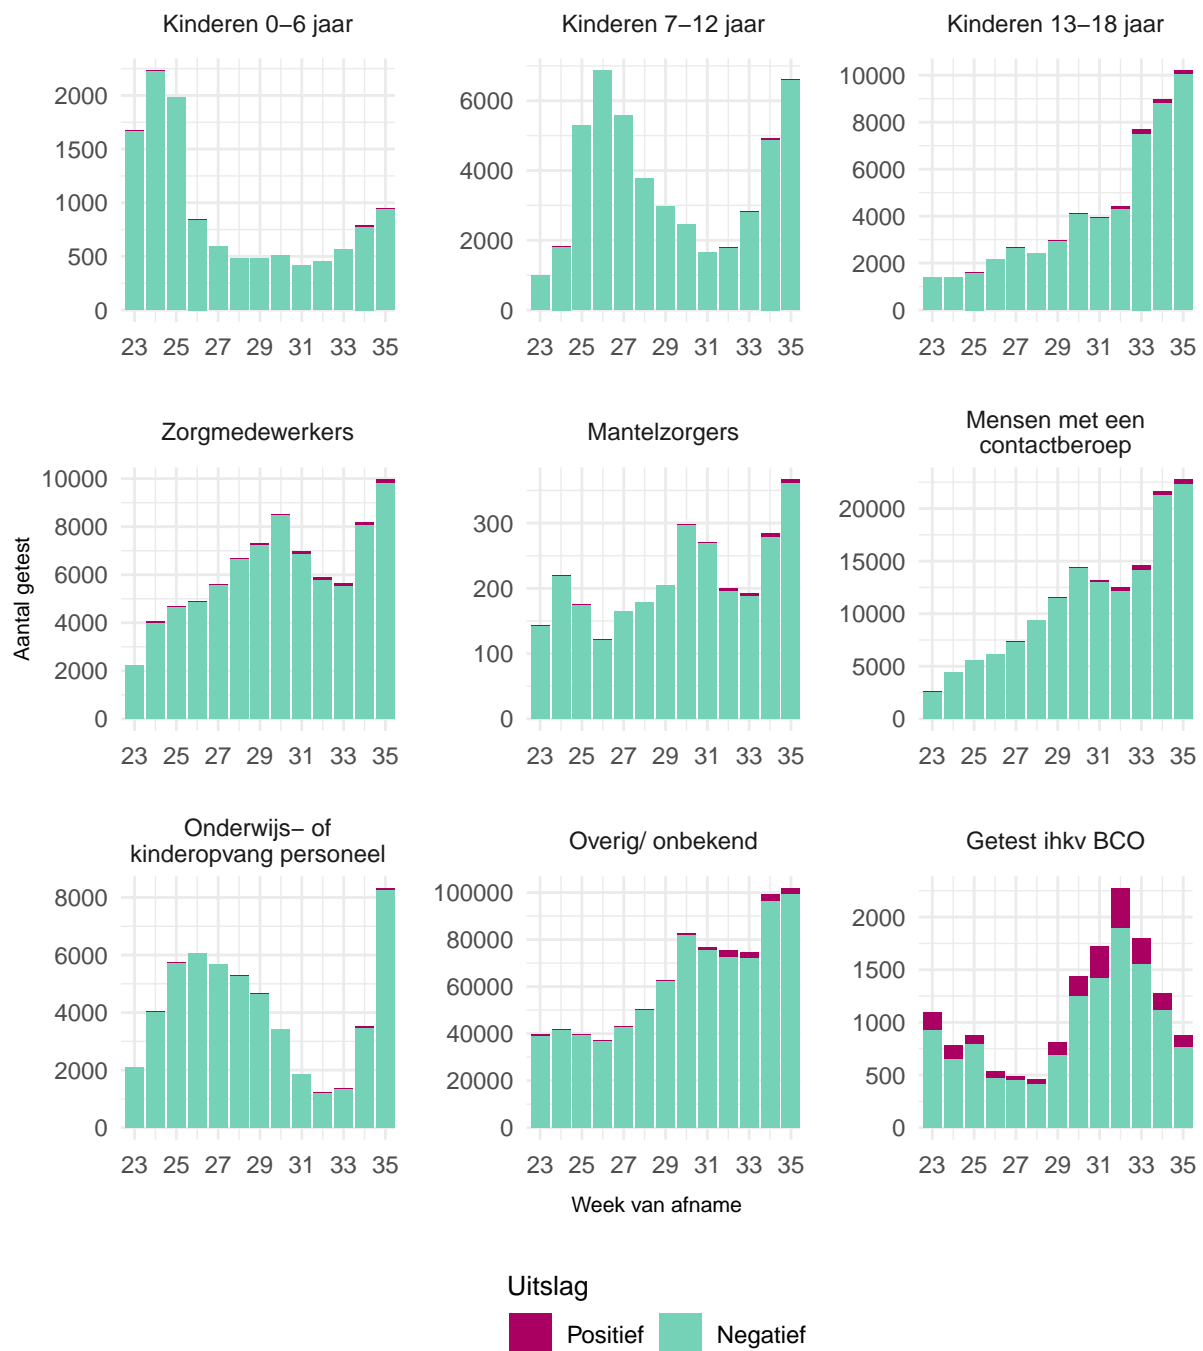 Kinderen 0–6 jaar
2000
1500
1000
500
0
23 25 27 29 31 33 35
Kinderen 7–12 jaar
6000
4000
2000
0
23 25 27 29 31 33 35
Kinderen 13–18 jaar
10000
8000
6000
4000
2000
0
23 25 27 29 31 33 35
Aantal getest
Zorgmedewerkers
10000
8000
6000
4000
2000
0
23 25 27 29 31 33 35
Mantelzorgers
300
200
100
0
23 25 27 29 31 33 35
Mensen met een
contactberoep
20000
15000
10000
5000
0
23 25 27 29 31 33 35
Onderwijs– of
kinderopvang personeel
8000
6000
4000
2000
0
23 25 27 29 31 33 35
Overig/ onbekend
100000
80000
60000
40000
20000
0
23 25 27 29 31 33 35
Getest ihkv BCO
2000
1500
1000
500
0
23 25 27 29 31 33 35
Week van afname
Uitslag
Positief Negatief